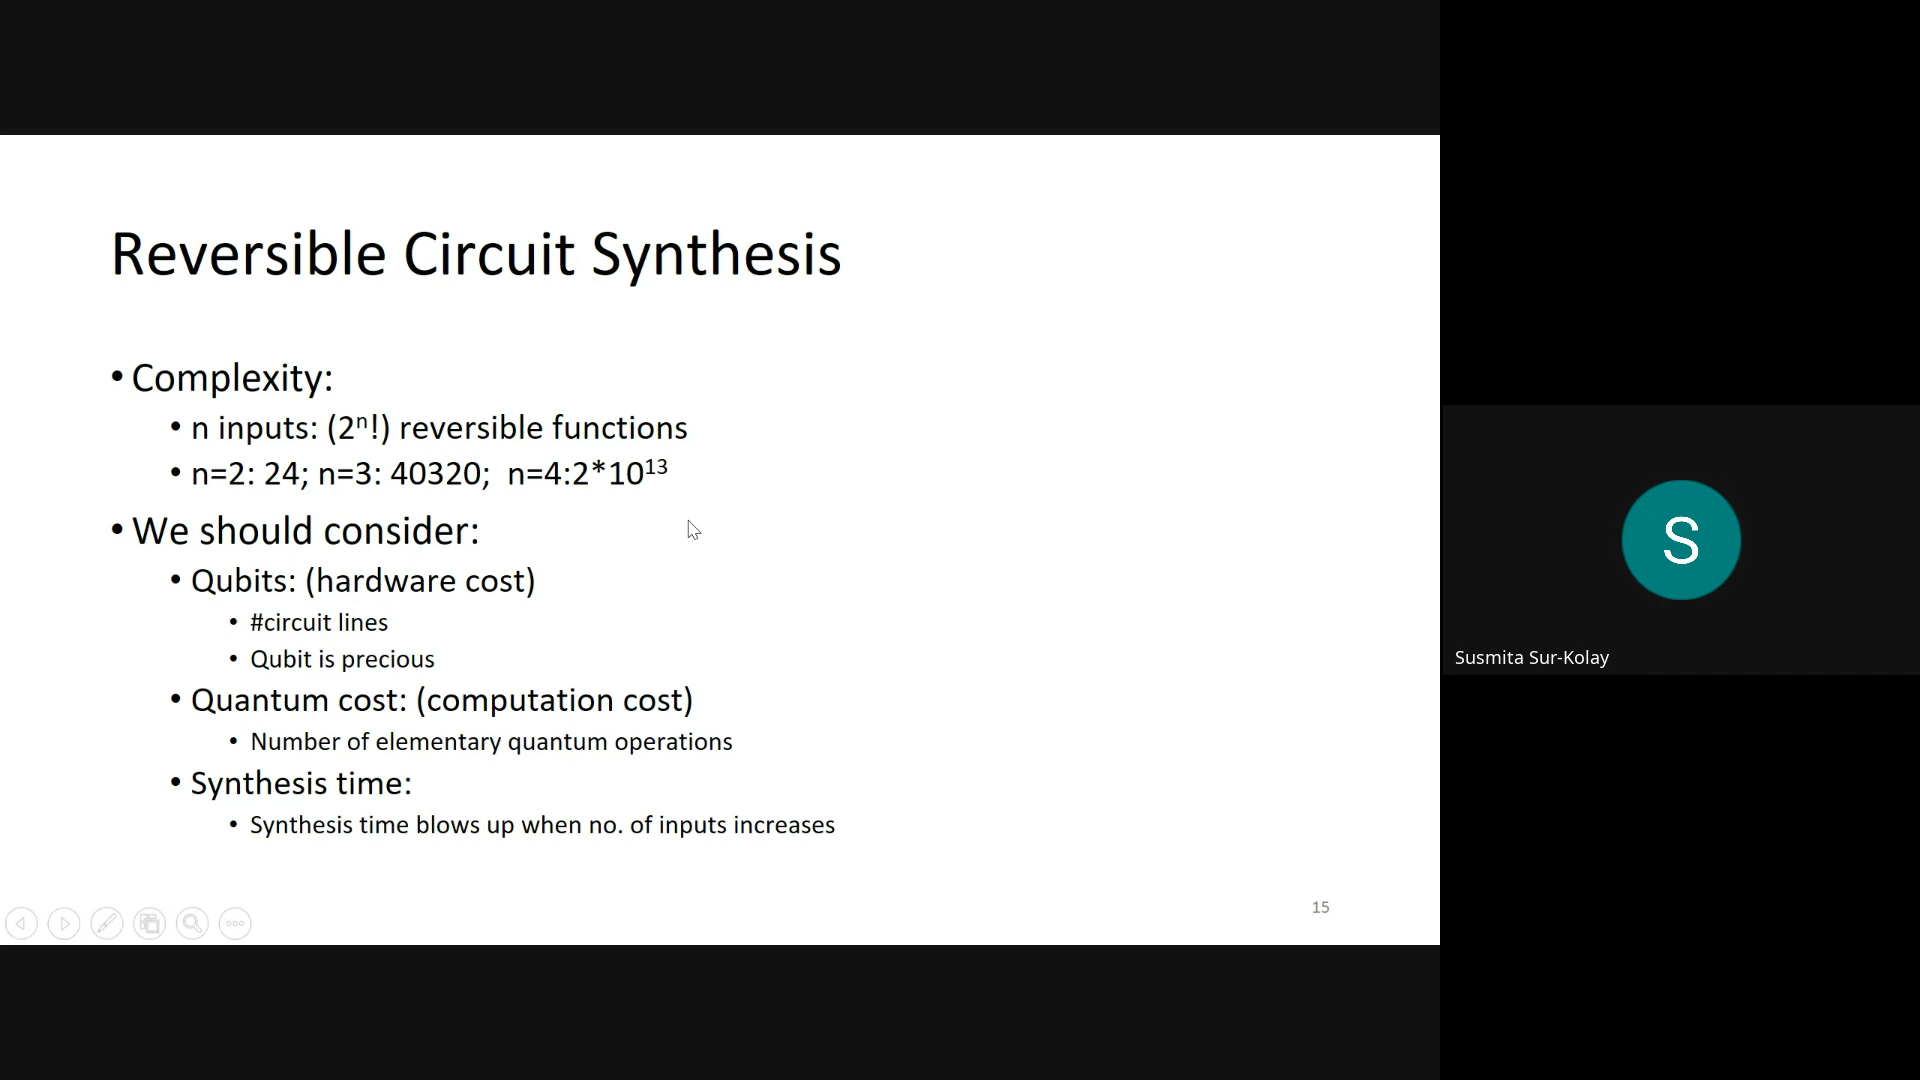 Reversible Circuit Synthesis
• Complexity:
• n inputs: (2ⁿ!) reversible functions
• n=2: 24; n=3: 40320;  n=4:2*10¹³
• We should consider:
• Qubits: (hardware cost)
• #circuit lines
• Qubit is precious
• Quantum cost: (computation cost)
• Number of elementary quantum operations
• Synthesis time:
• Synthesis time blows up when no. of inputs increases
15
S
Susmita Sur-Kolay